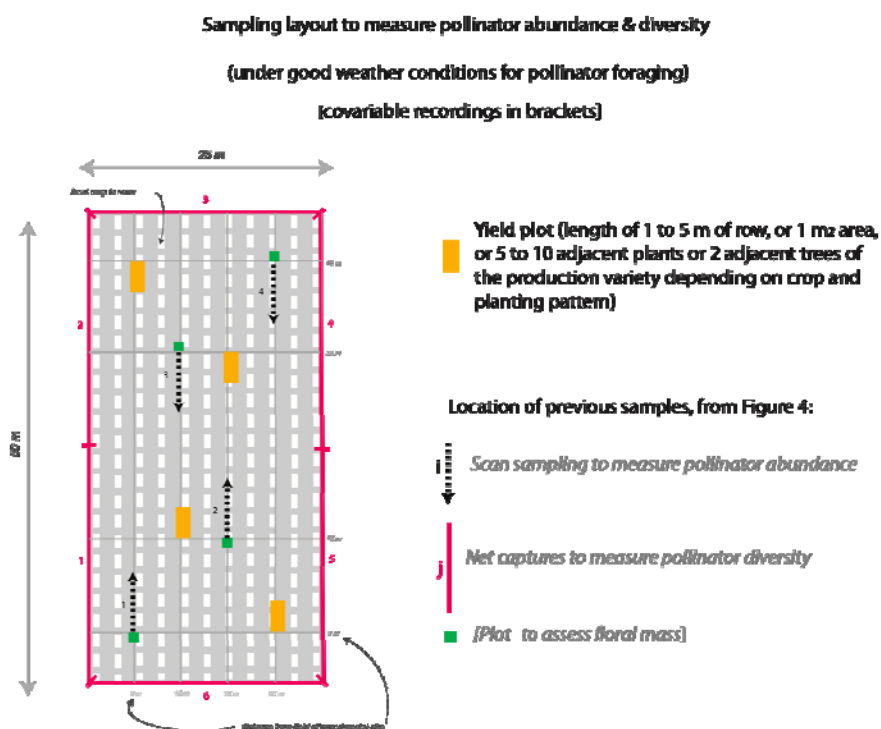 Sampling layout to measure pollinator abundance & diversity
(under good weather conditions for pollinator foraging)
[covariable recordings in brackets]
25 m
3
Yield plot (length of 1 to 5 m of row, or 1 m2 area,
or 5 to 10 adjacent plants or 2 adjacent trees of
the production variety depending on crop and
planting pattern)
4
2
4
3
Location of previous samples, from Figure 4:
i
Scan sampling to measure pollinator abundance
2
1
5
j
Net captures to measure pollinator diversity
1
[Plot to assess floral mass]
6